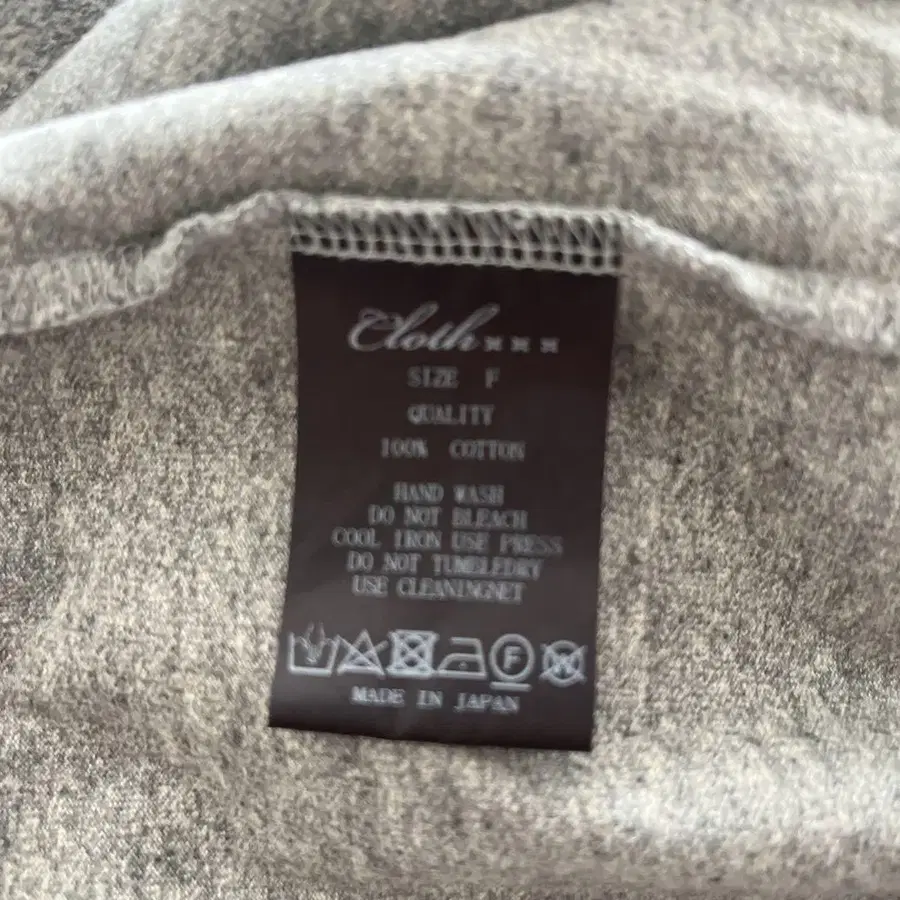 Cloth×××
SIZE F
QUALITY
100% COTTON
HAND WASH
DO NOT BLEACH
COOL IRON USE PRESS
DO NOT TUMBLEDRY
USE CLEANINGNET
F
MADE IN JAPAN